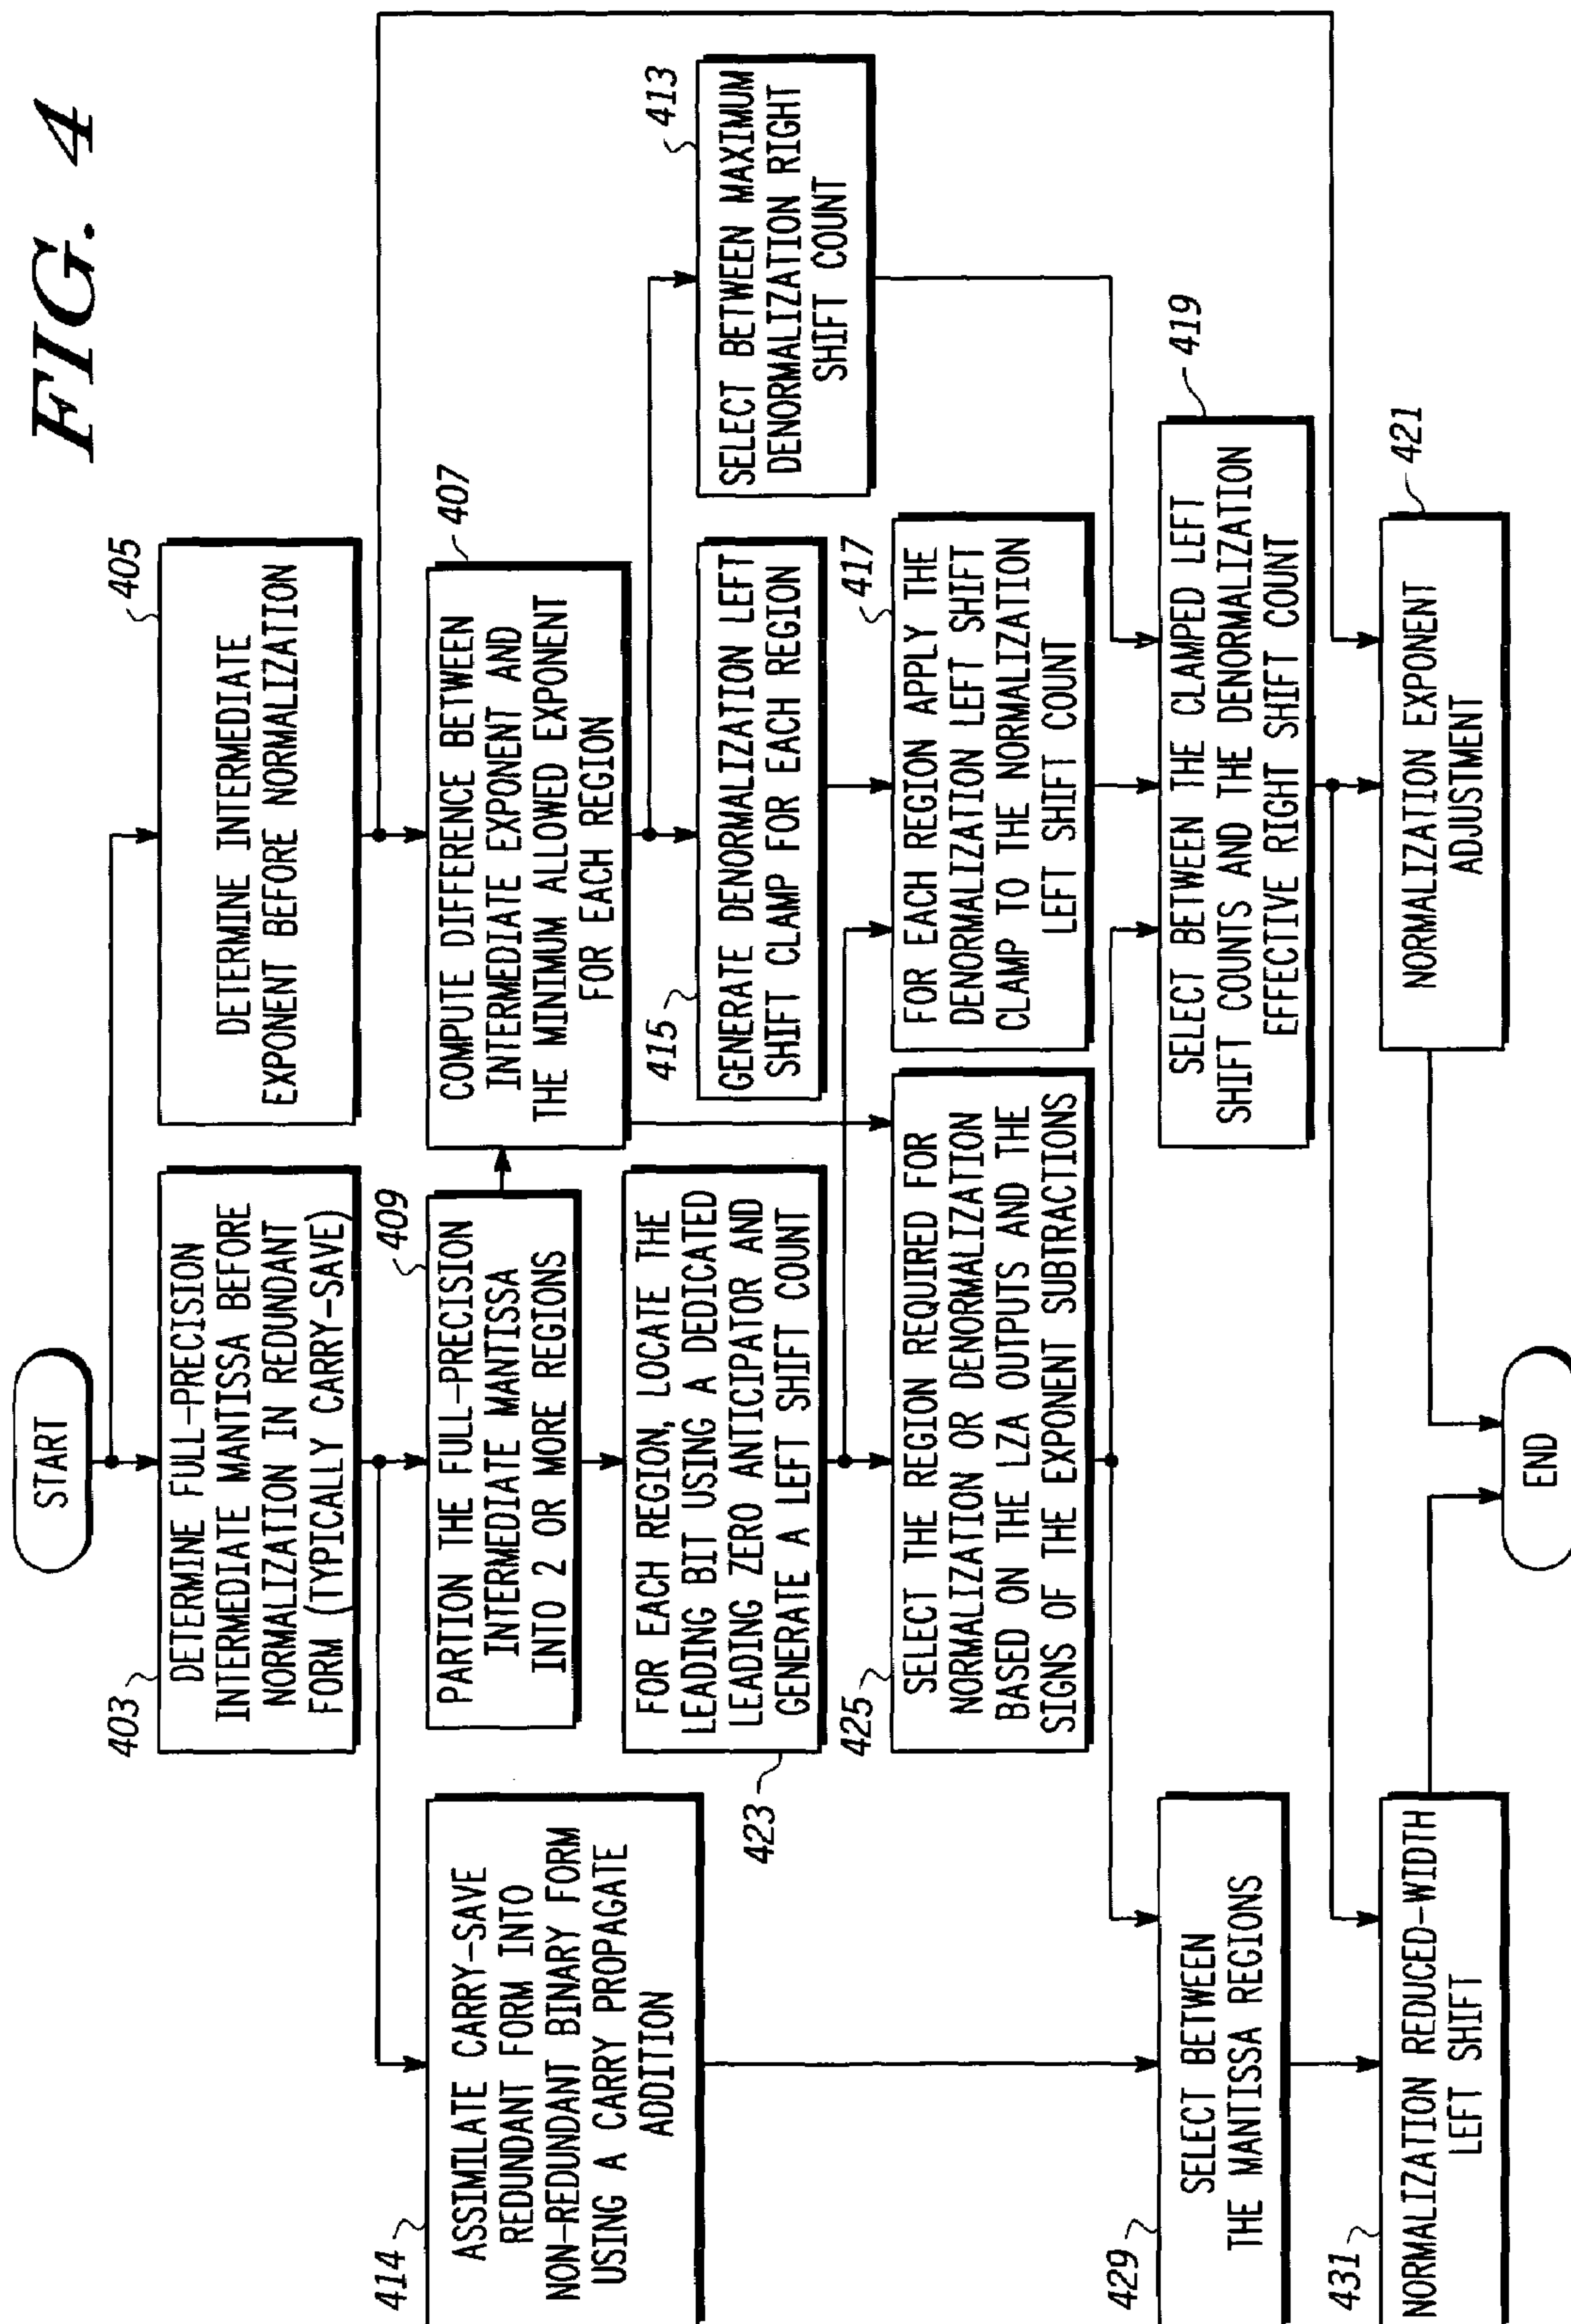 FIG. 4
START
403
DETERMINE FULL-PRECISION
INTERMEDIATE MANTISSA BEFORE
NORMALIZATION IN REDUNDANT
FORM (TYPICALLY CARRY-SAVE)
405
DETERMINE INTERMEDIATE
EXPONENT BEFORE NORMALIZATION
414
ASSIMILATE CARRY-SAVE
REDUNDANT FORM INTO
NON-REDUNDANT BINARY FORM
USING A CARRY PROPAGATE
ADDITION
409
PARTION THE FULL-PRECISION
INTERMEDIATE MANTISSA
INTO 2 OR MORE REGIONS
407
COMPUTE DIFFERENCE BETWEEN
INTERMEDIATE EXPONENT AND
THE MINIMUM ALLOWED EXPONENT
FOR EACH REGION
423
FOR EACH REGION, LOCATE THE
LEADING BIT USING A DEDICATED
LEADING ZERO ANTICIPATOR AND
GENERATE A LEFT SHIFT COUNT
415
GENERATE DENORMALIZATION LEFT
SHIFT CLAMP FOR EACH REGION
413
SELECT BETWEEN MAXIMUM
DENORMALIZATION RIGHT
SHIFT COUNT
425
SELECT THE REGION REQUIRED FOR
NORMALIZATION OR DENORMALIZATION
BASED ON THE LZA OUTPUTS AND THE
SIGNS OF THE EXPONENT SUBTRACTIONS
417
FOR EACH REGION APPLY THE
DENORMALIZATION LEFT SHIFT
CLAMP TO THE NORMALIZATION
LEFT SHIFT COUNT
429
SELECT BETWEEN
THE MANTISSA REGIONS
419
SELECT BETWEEN THE CLAMPED LEFT
SHIFT COUNTS AND THE DENORMALIZATION
EFFECTIVE RIGHT SHIFT COUNT
431
NORMALIZATION REDUCED-WIDTH
LEFT SHIFT
421
NORMALIZATION EXPONENT
ADJUSTMENT
END